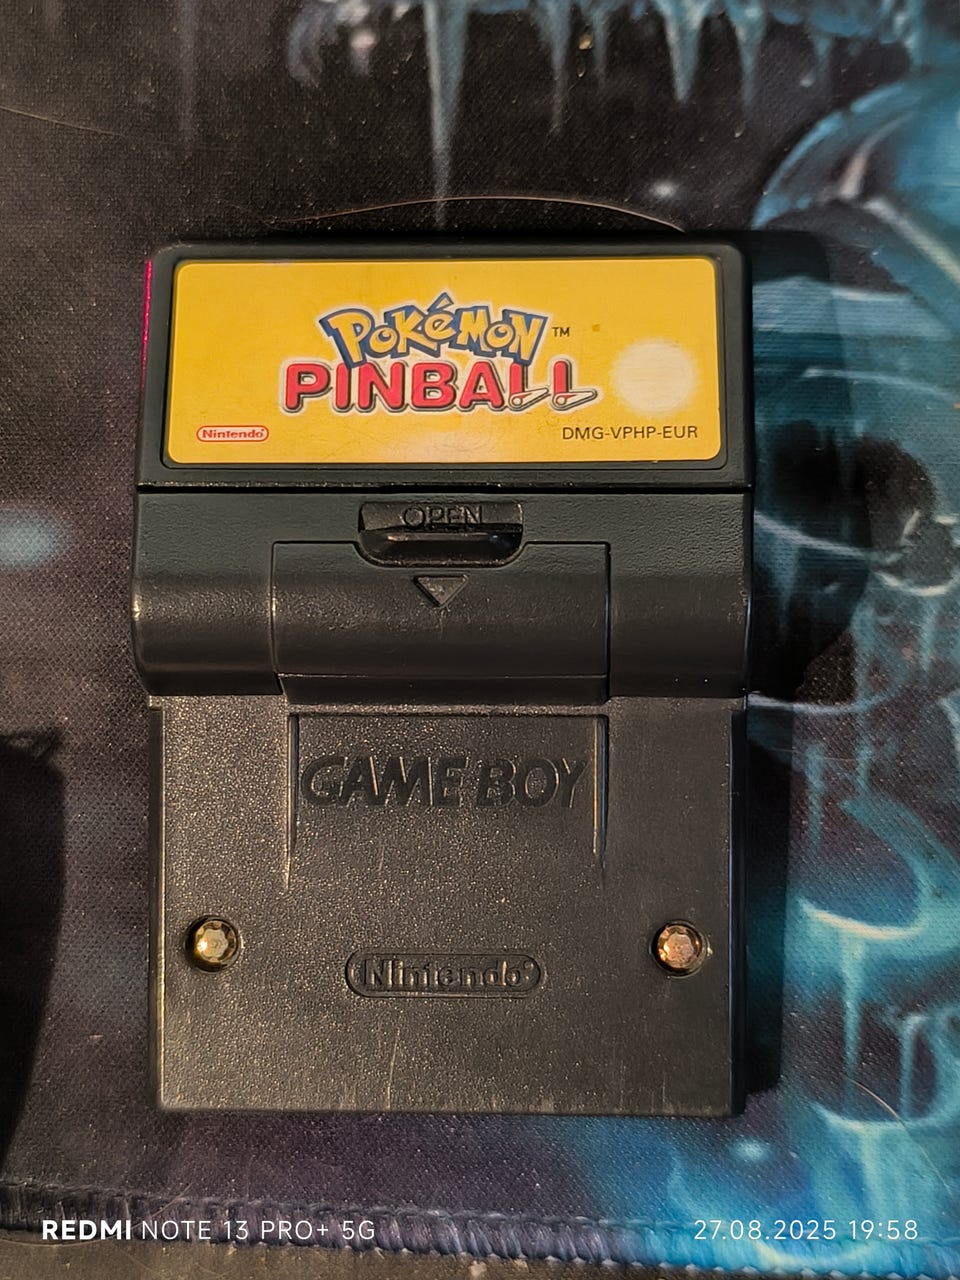 POKéMON™
PINBALL
Nintendo®
DMG-VPHP-EUR
OPEN
GAME BOY
Nintendo®
REDMI NOTE 13 PRO+ 5G
27.08.2025 19:58